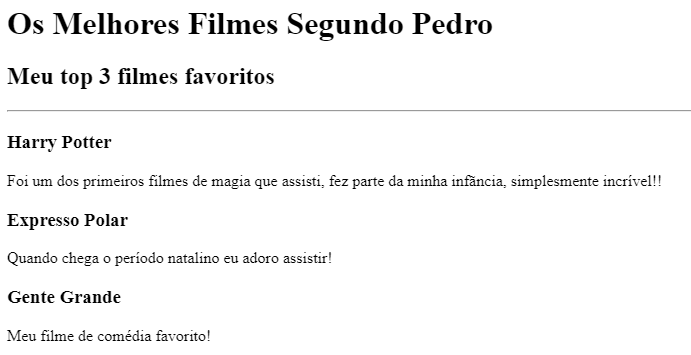 Os Melhores Filmes Segundo Pedro
Meu top 3 filmes favoritos
Harry Potter
Foi um dos primeiros filmes de magia que assisti, fez parte da minha infância, simplesmente incrível!!
Expresso Polar
Quando chega o período natalino eu adoro assistir!
Gente Grande
Meu filme de comédia favorito!